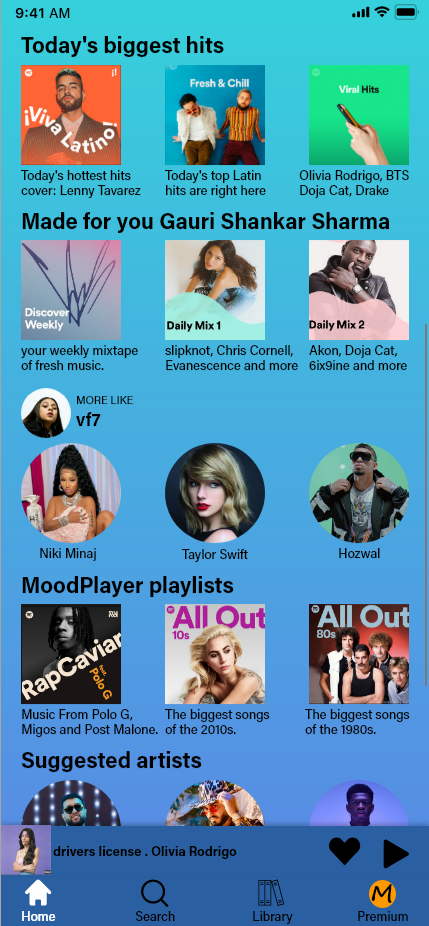 9:41 AM
Today's biggest hits
¡Viva Latino!
Fresh & Chill
Viral Hits
Today's hottest hits
cover: Lenny Tavarez
Today's top Latin
hits are right here
Olivia Rodrigo, BTS
Doja Cat, Drake
Made for you Gauri Shankar Sharma
Discover
Weekly
Daily Mix 1
Daily Mix 2
your weekly mixtape
of fresh music.
slipknot, Chris Cornell,
Evanescence and more
Akon, Doja Cat,
6ix9ine and more
MORE LIKE
vf7
Niki Minaj
Taylor Swift
Hozwal
MoodPlayer playlists
RapCaviar
feat.
Polo G
All Out
10s
All Out
80s
Music From Polo G,
Migos and Post Malone.
The biggest songs
of the 2010s.
The biggest songs
of the 1980s.
Suggested artists
drivers license . Olivia Rodrigo
Home
Search
Library
M
Premium